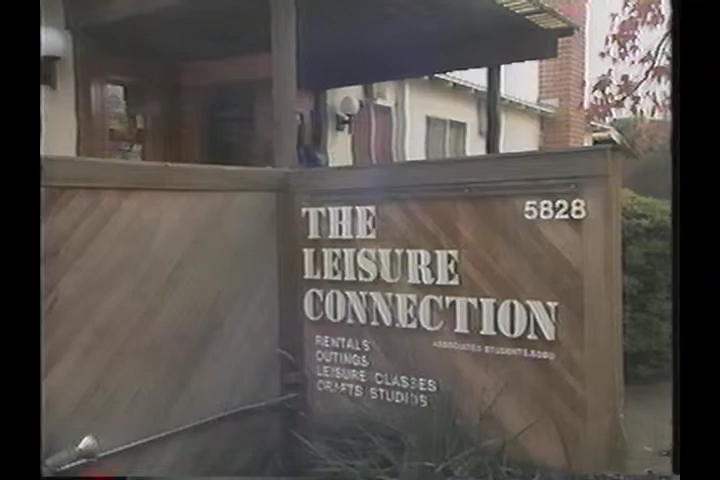 5828
THE
LEISURE
CONNECTION
ASSOCIATED STUDENTS, SDSU
RENTALS
OUTINGS
LEISURE CLASSES
CRAFTS STUDIOS